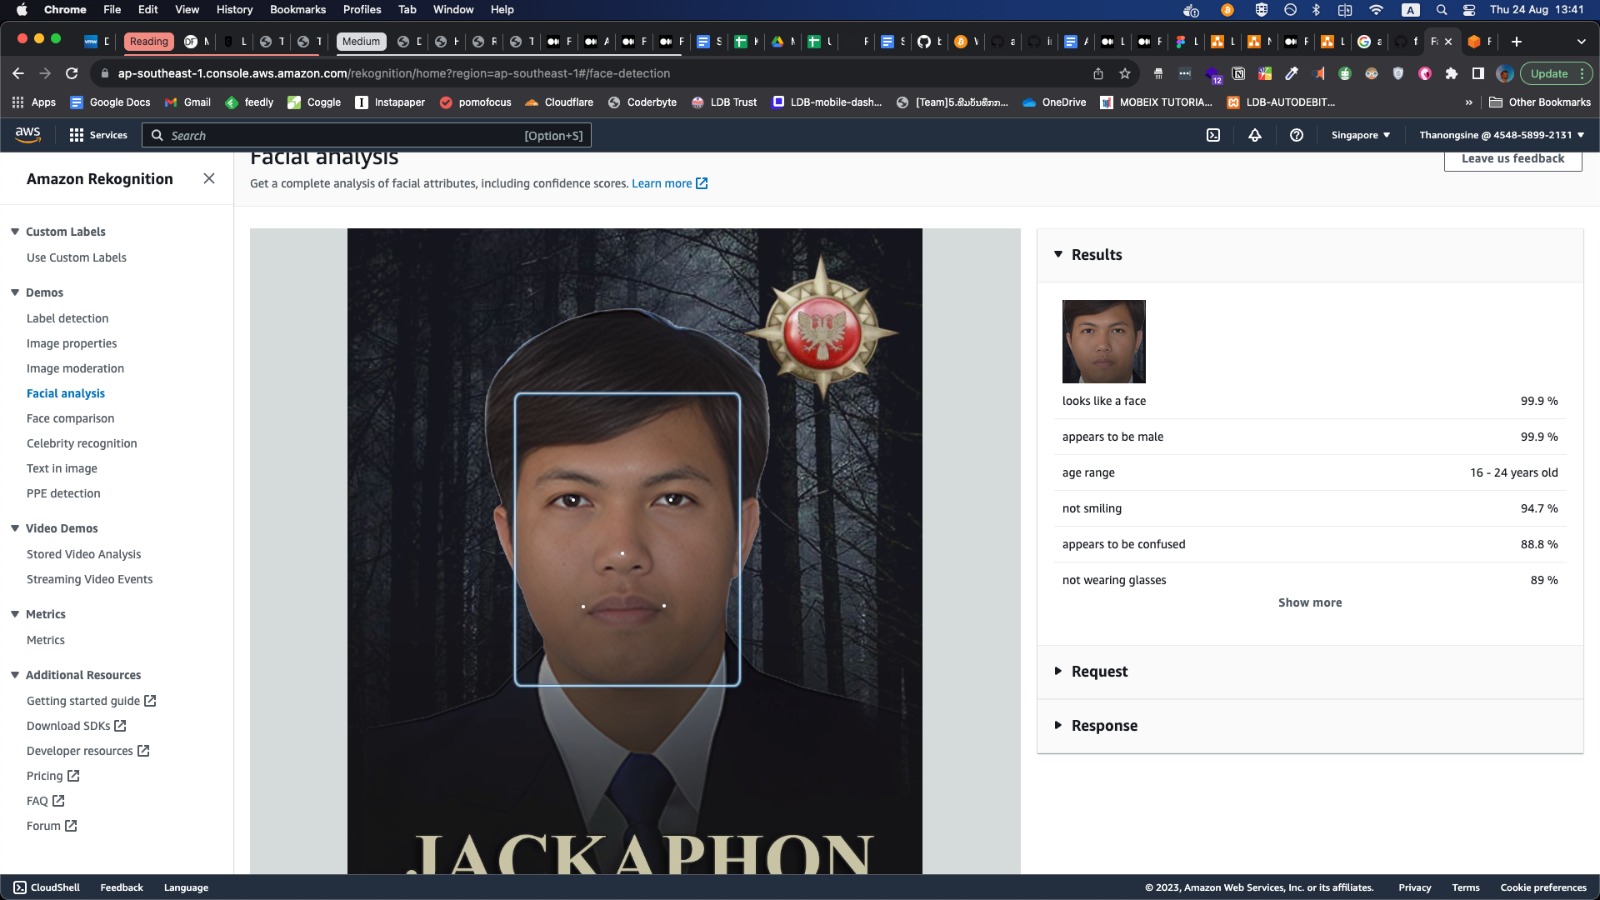 Chrome File Edit View History Bookmarks Profiles Tab Window Help A Thu 24 Aug 13:41
Reading Medium
ap-southeast-1.console.aws.amazon.com/rekognition/home?region=ap-southeast-1#/face-detection 12 Update
Apps Google Docs Gmail feedly Coggle Instapaper pomofocus Cloudflare Coderbyte LDB Trust LDB-mobile-dash... OneDrive MOBEIX TUTORIA... LDB-AUTODEBIT... » Other Bookmarks
aws Services Search [Option+S] Singapore Thanongsine @ 4548-5899-2131
Amazon Rekognition
Custom Labels
Use Custom Labels
Demos
Label detection
Image properties
Image moderation
Facial analysis
Face comparison
Celebrity recognition
Text in image
PPE detection
Video Demos
Stored Video Analysis
Streaming Video Events
Metrics
Metrics
Additional Resources
Getting started guide
Download SDKs
Developer resources
Pricing
FAQ
Forum
Facial analysis
Get a complete analysis of facial attributes, including confidence scores. Learn more
Leave us feedback
JACKAPHON
Results
looks like a face 99.9 %
appears to be male 99.9 %
age range 16 - 24 years old
not smiling 94.7 %
appears to be confused 88.8 %
not wearing glasses 89 %
Show more
Request
Response
CloudShell Feedback Language © 2023, Amazon Web Services, Inc. or its affiliates. Privacy Terms Cookie preferences